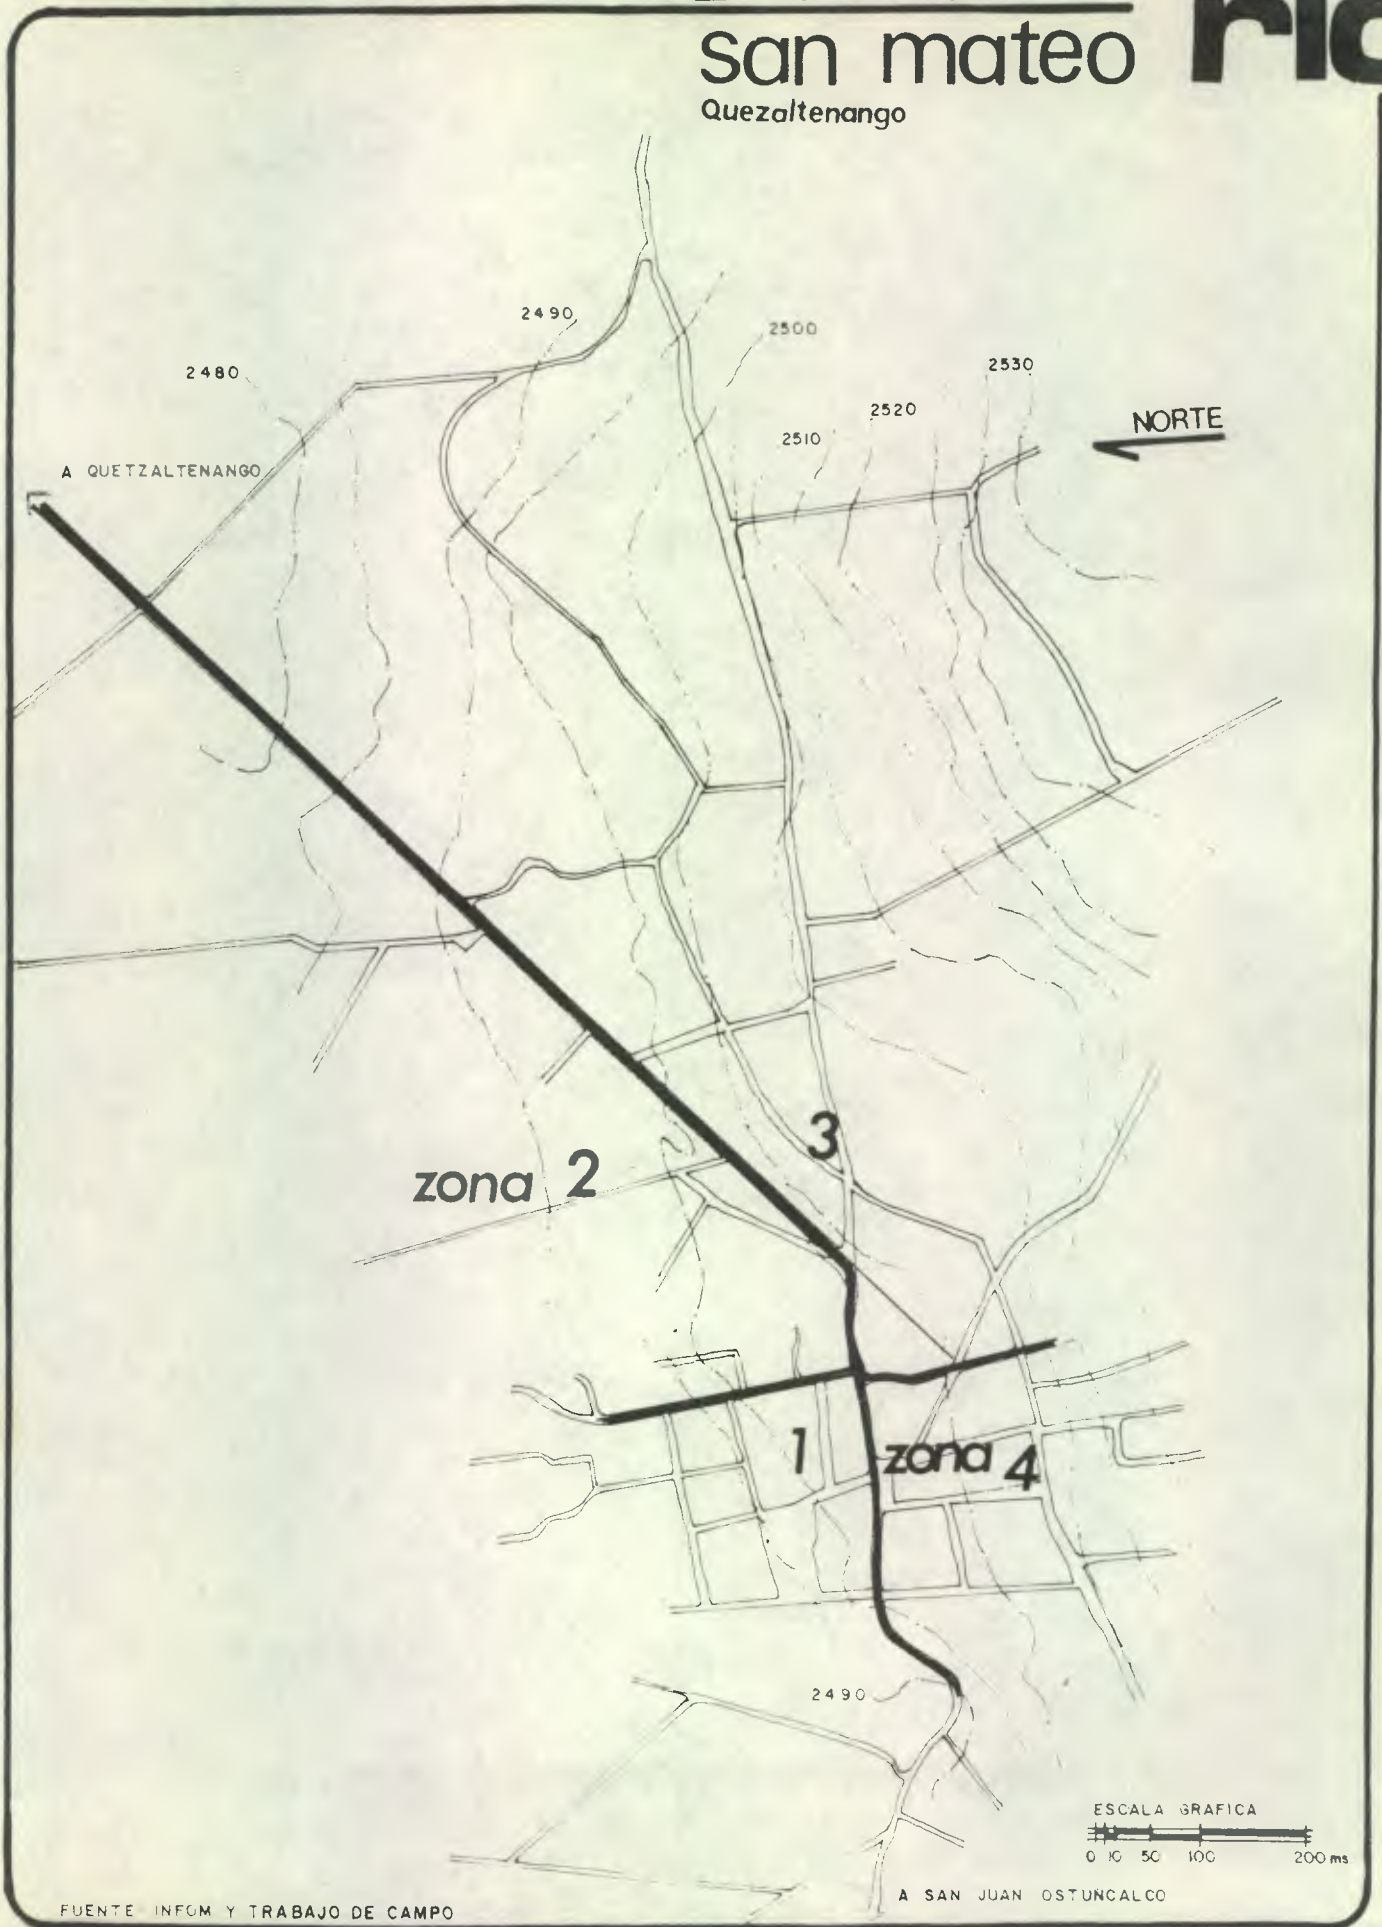 san mateo
Quezaltenango
2490
2500
2480
2530
2520
2510
NORTE
A QUETZALTENANGO
3
zona 2
1
zona 4
2490
ESCALA GRAFICA
0 10 50 100 200 ms
A SAN JUAN OSTUNCALCO
FUENTE INFOM Y TRABAJO DE CAMPO